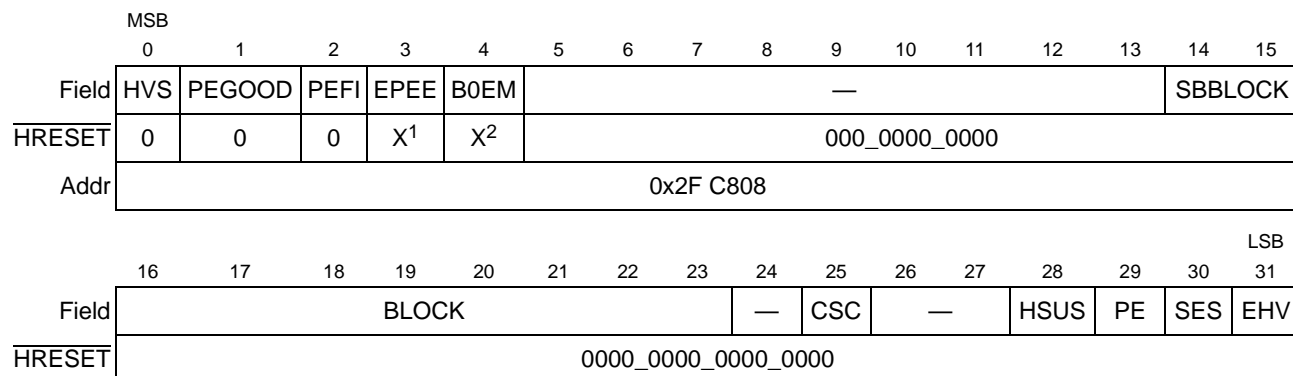 MSB
0 1 2 3 4 5 6 7 8 9 10 11 12 13 14 15
Field HVS PEGOOD PEFI EPEE B0EM — SBBLOCK
HRESET 0 0 0 X1 X2 000_0000_0000
Addr 0x2F C808
LSB
16 17 18 19 20 21 22 23 24 25 26 27 28 29 30 31
Field BLOCK — CSC — HSUS PE SES EHV
HRESET 0000_0000_0000_0000